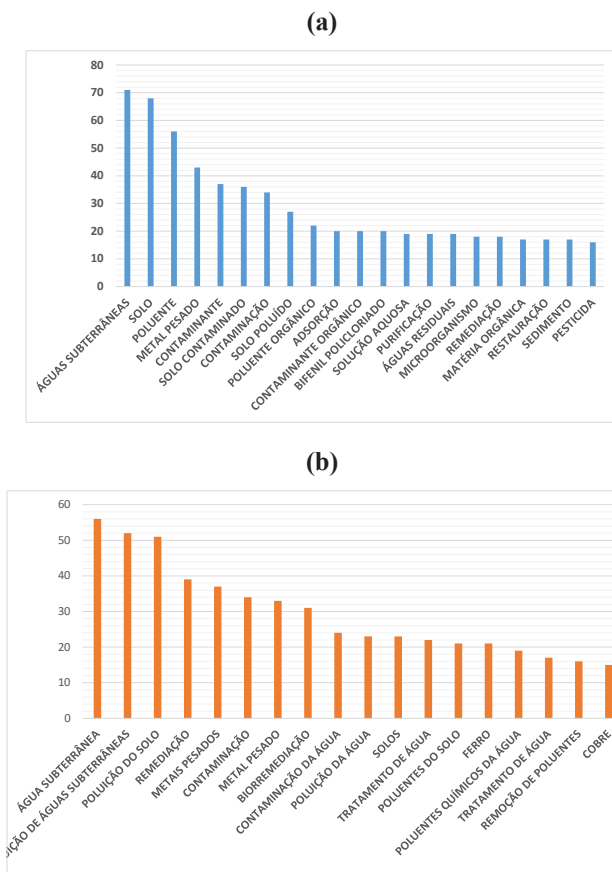 (a)
80
70
60
50
40
30
20
10
0
ÁGUAS SUBTERRÂNEAS
SOLO
POLUENTE
METAL PESADO
CONTAMINANTE
SOLO CONTAMINADO
CONTAMINAÇÃO
SOLO POLUÍDO
POLUENTE ORGÂNICO
ADSORÇÃO
CONTAMINANTE ORGÂNICO
BIFENIL POLICLORIADO
SOLUÇÃO AQUOSA
PURIFICAÇÃO
ÁGUAS RESIDUAIS
MICROORGANISMO
REMEDIAÇÃO
MATÉRIA ORGÂNICA
RESTAURAÇÃO
SEDIMENTO
PESTICIDA
(b)
60
50
40
30
20
10
0
ÁGUA SUBTERRÂNEA
DE ÁGUAS SUBTERRÂNEAS
POLUIÇÃO DO SOLO
REMEDIAÇÃO
METAIS PESADOS
CONTAMINAÇÃO
METAL PESADO
BIORREMEDIAÇÃO
CONTAMINAÇÃO DA ÁGUA
POLUIÇÃO DA ÁGUA
SOLOS
TRATAMENTO DE ÁGUA
POLUENTES DO SOLO
FERRO
POLUENTES QUÍMICOS DA ÁGUA
TRATAMENTO DE ÁGUA
REMOÇÃO DE POLUENTES
COBRE